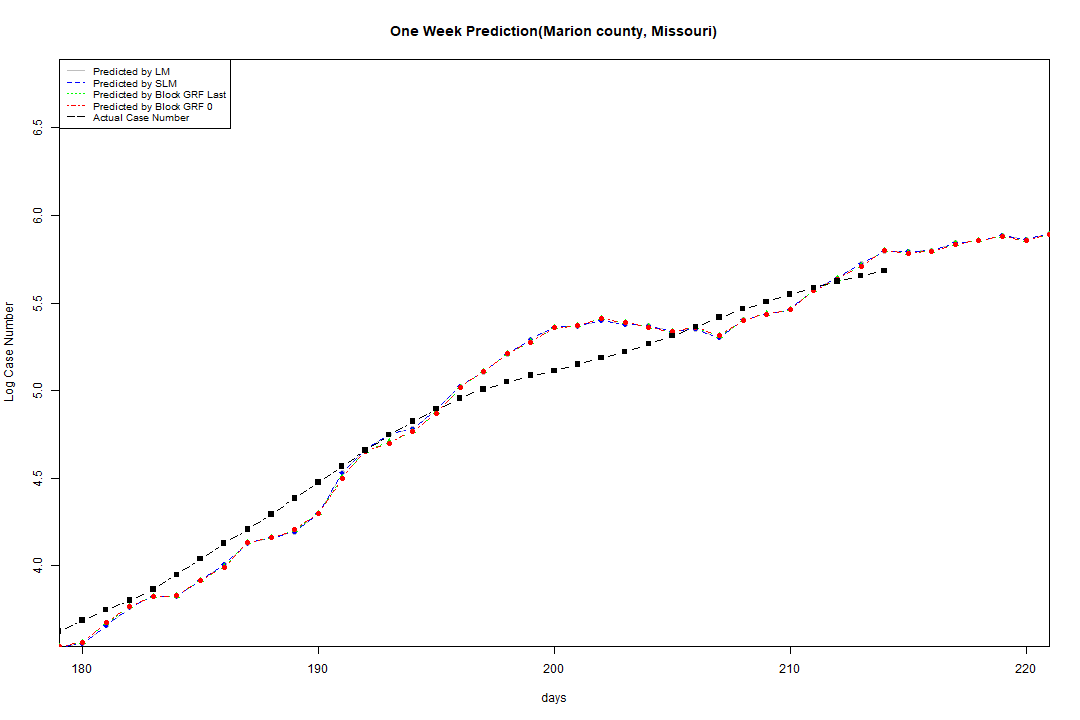 One Week Prediction(Marion county, Missouri)
Predicted by LM
Predicted by SLM
Predicted by Block GRF Last
Predicted by Block GRF 0
Actual Case Number
Log Case Number
6.5
6.0
5.5
5.0
4.5
4.0
180 190 200 210 220
days